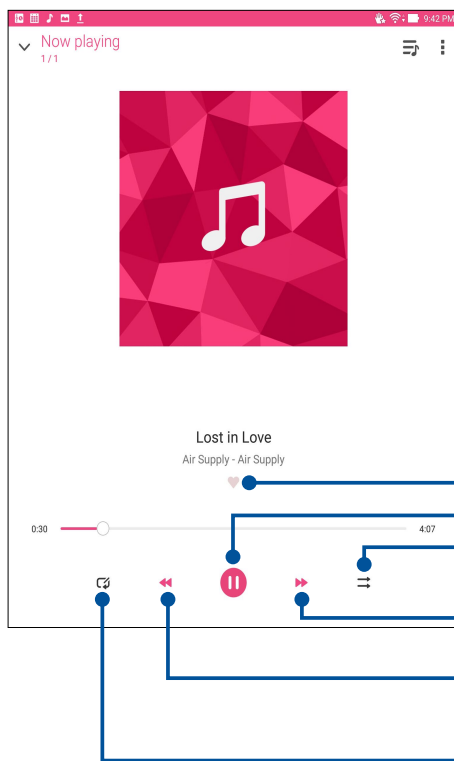 9:42 PM
Now playing
1 / 1
Lost in Love
Air Supply - Air Supply
0:30
4:07